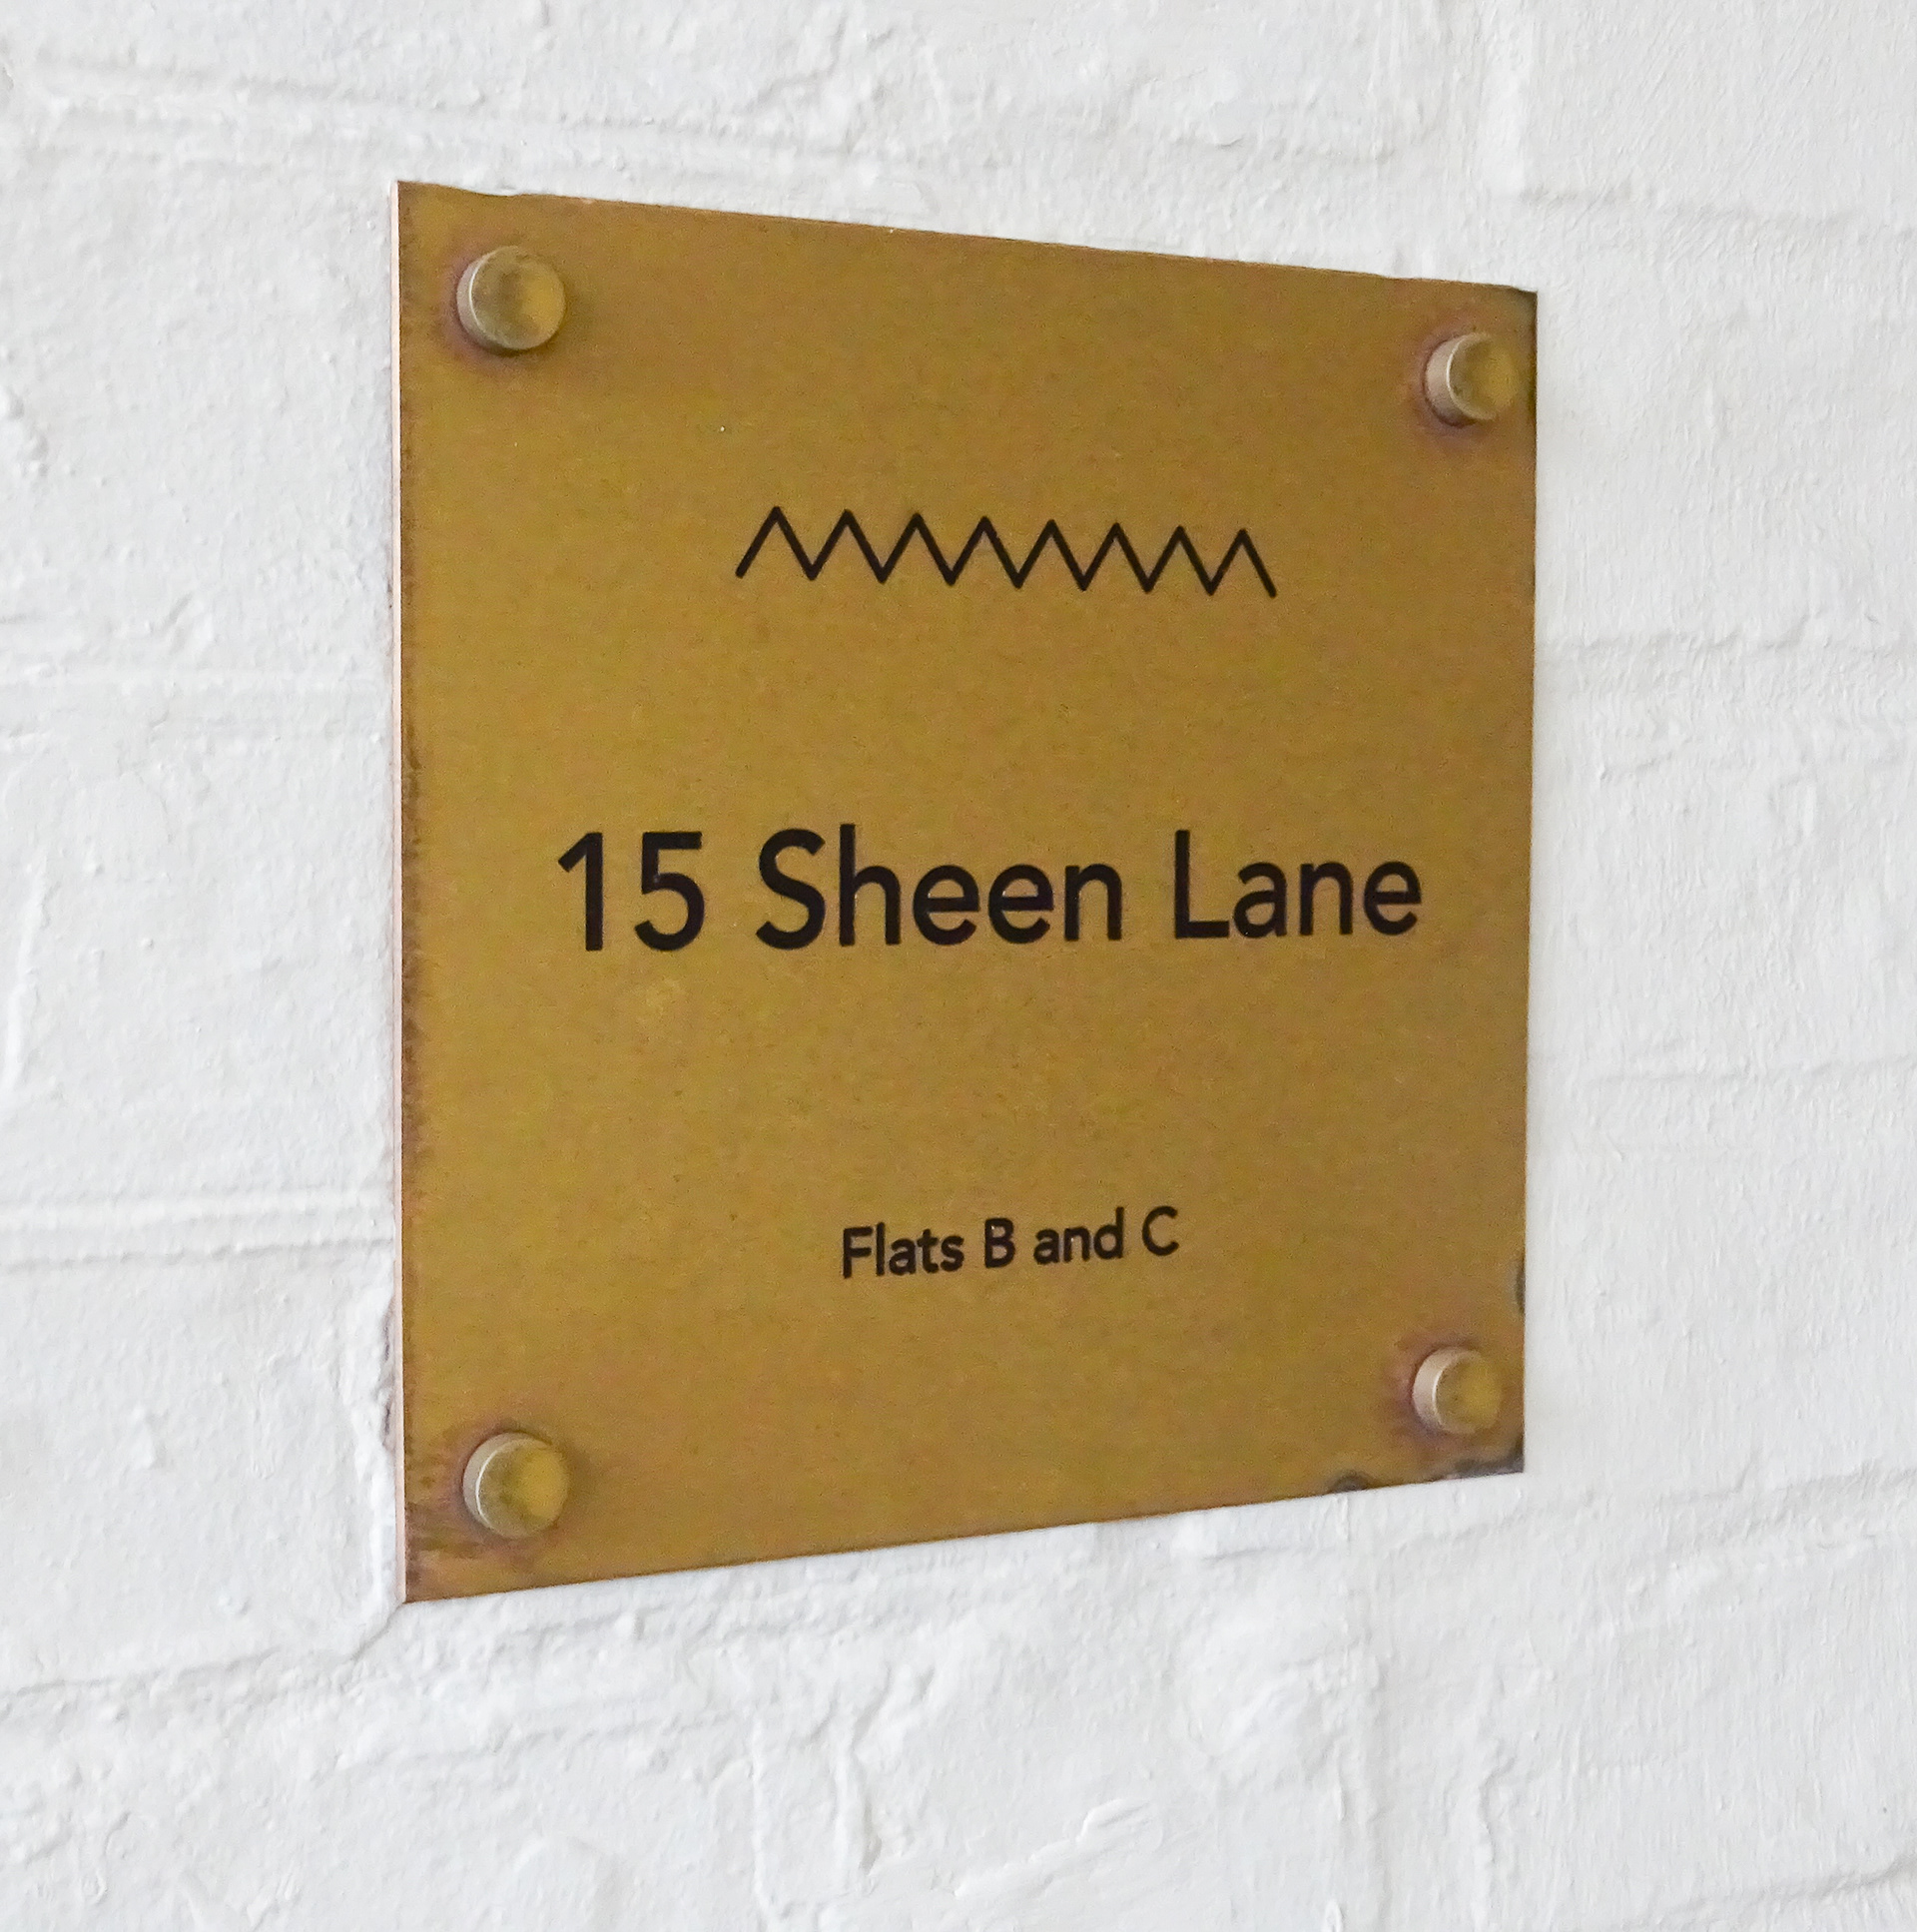 15 Sheen Lane
Flats B and C